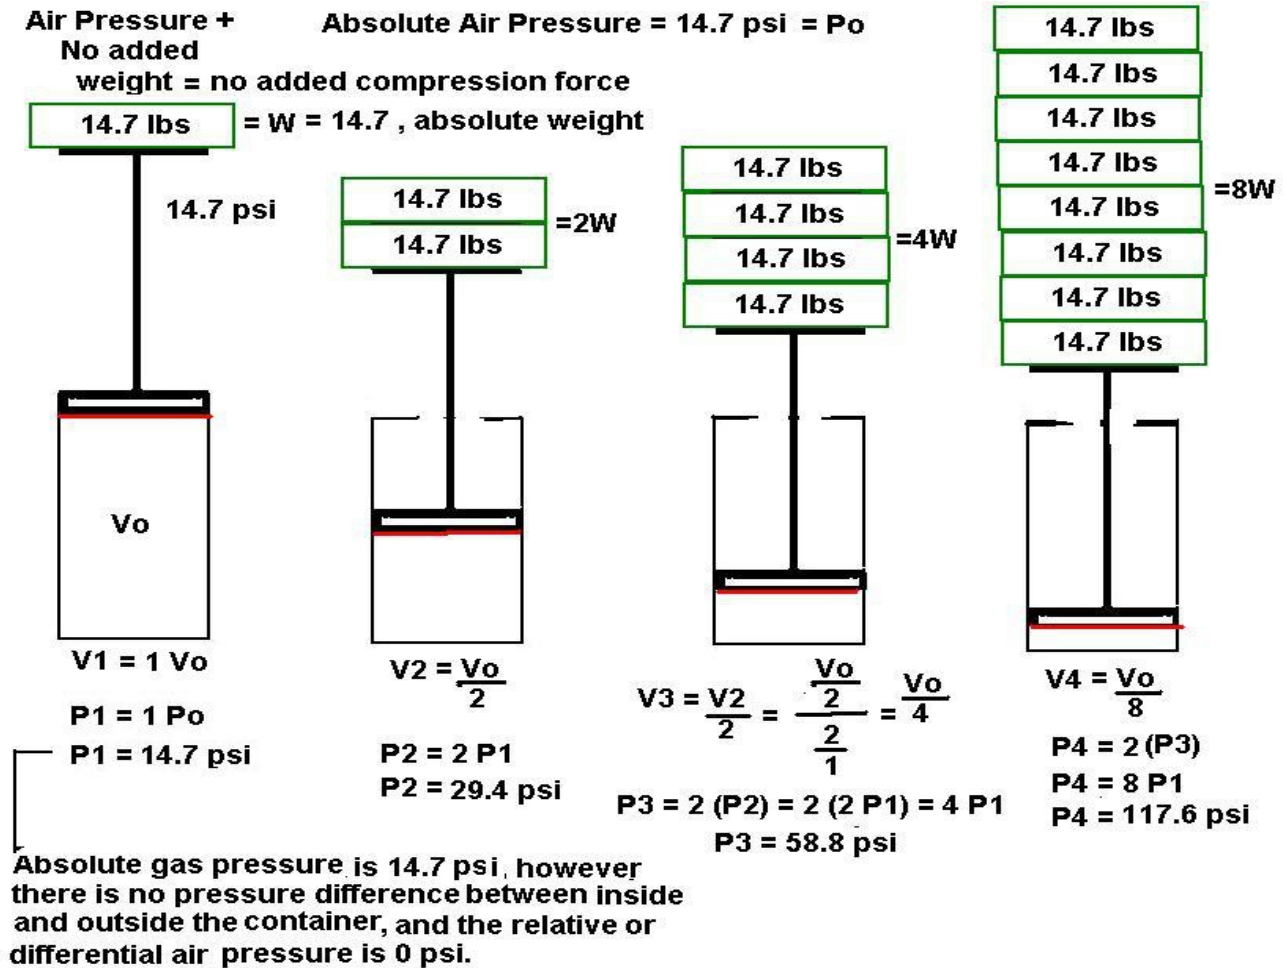 Air Pressure +
No added
weight = no added compression force
Absolute Air Pressure = 14.7 psi = Po
14.7 lbs = W = 14.7 , absolute weight
14.7 psi
Vo
V1 = 1 Vo
P1 = 1 Po
P1 = 14.7 psi
14.7 lbs
14.7 lbs
=2W
V2 = Vo
2
P2 = 2 P1
P2 = 29.4 psi
14.7 lbs
14.7 lbs
14.7 lbs
14.7 lbs
=4W
V3 = V2 / 2 = Vo / 2 / 2 / 1 = Vo / 4
P3 = 2 (P2) = 2 (2 P1) = 4 P1
P3 = 58.8 psi
14.7 lbs
14.7 lbs
14.7 lbs
14.7 lbs
14.7 lbs
14.7 lbs
14.7 lbs
14.7 lbs
=8W
V4 = Vo
8
P4 = 2 (P3)
P4 = 8 P1
P4 = 117.6 psi
Absolute gas pressure is 14.7 psi, however
there is no pressure difference between inside
and outside the container, and the relative or
differential air pressure is 0 psi.